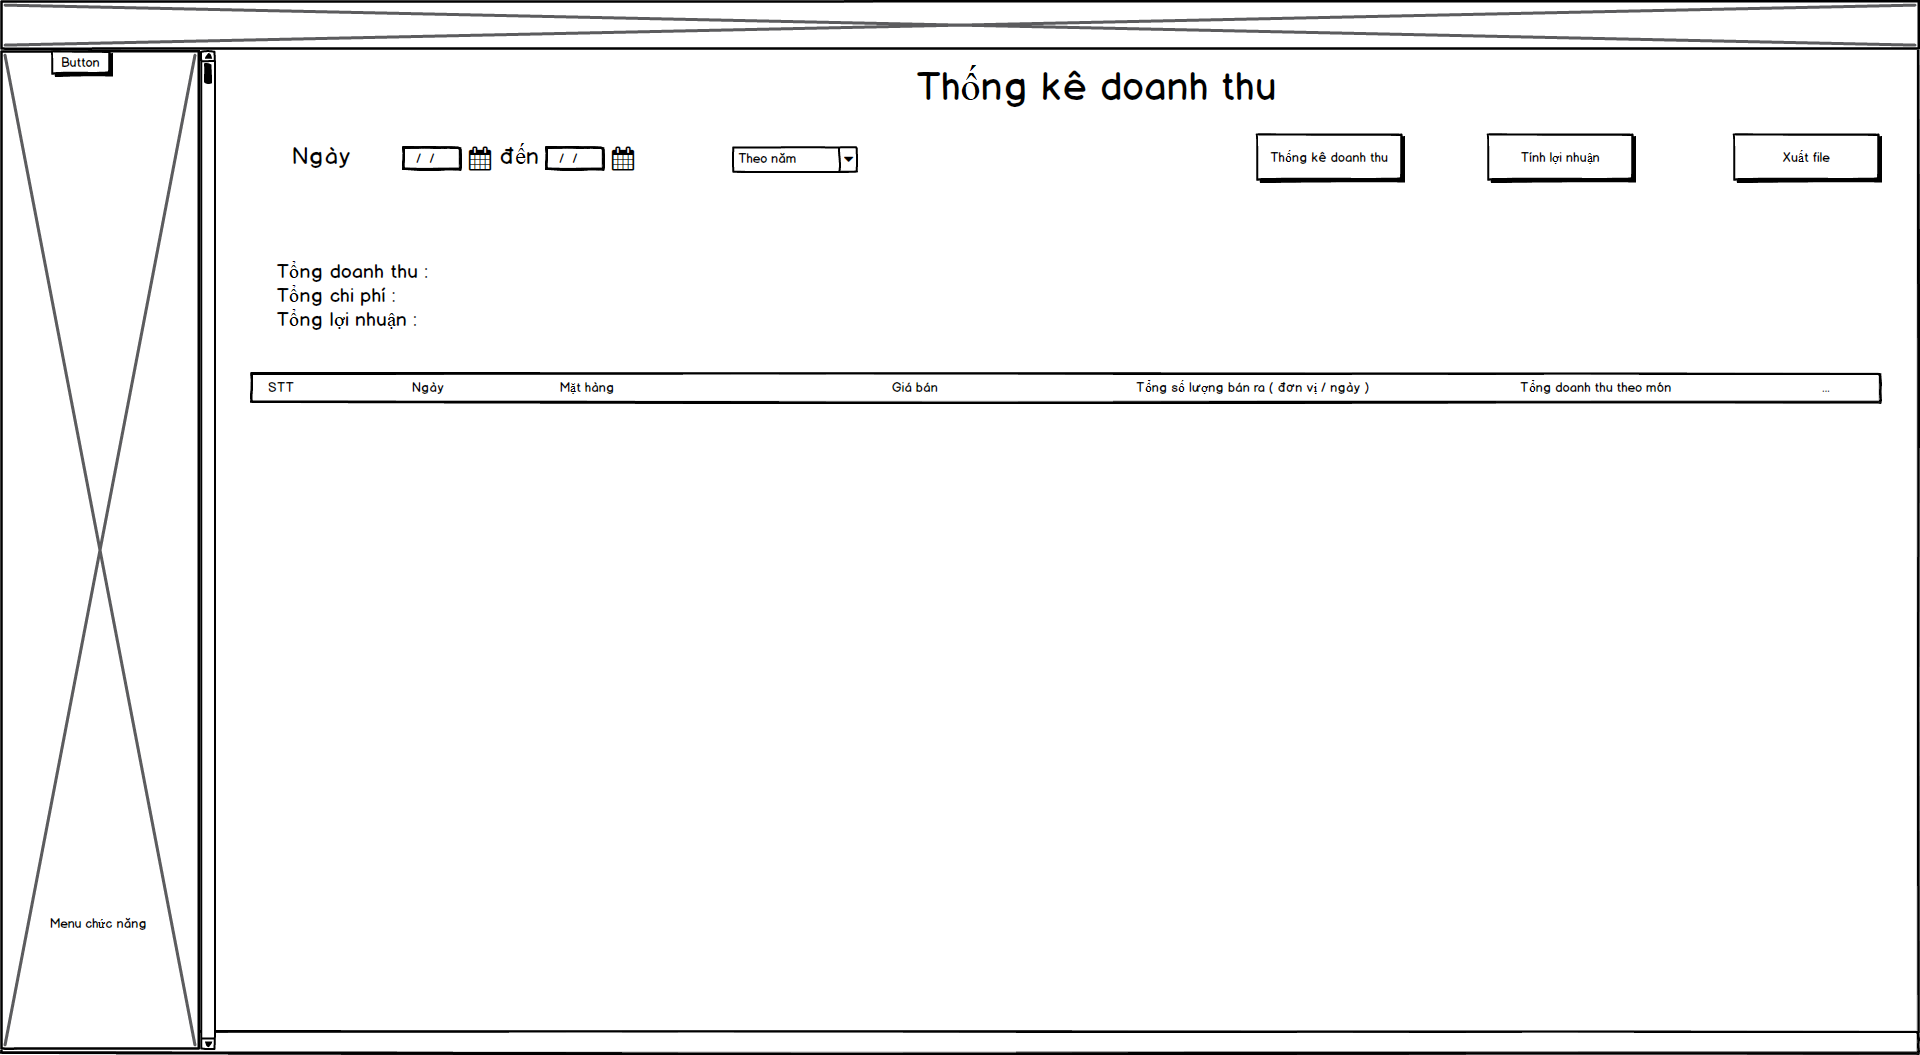 Button
Thống kê doanh thu
Ngày / / đến / / Theo năm Thống kê doanh thu Tính lợi nhuận Xuất file
Tổng doanh thu :
Tổng chi phí :
Tổng lợi nhuận :
STT Ngày Mặt hàng Giá bán Tổng số lượng bán ra ( đơn vị / ngày ) Tổng doanh thu theo món ...
Menu chức năng